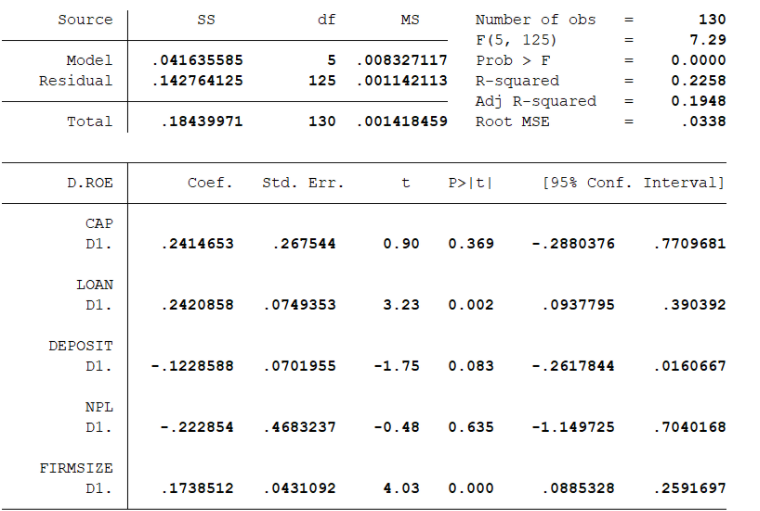 Source SS df MS Number of obs = 130
F(5, 125) = 7.29
Model .041635585 5 .008327117 Prob > F = 0.0000
Residual .142764125 125 .001142113 R-squared = 0.2258
Adj R-squared = 0.1948
Total .18439971 130 .001418459 Root MSE = .0338
D.ROE Coef. Std. Err. t P>|t| [95% Conf. Interval]
CAP
D1. .2414653 .267544 0.90 0.369 -.2880376 .7709681
LOAN
D1. .2420858 .0749353 3.23 0.002 .0937795 .390392
DEPOSIT
D1. -.1228588 .0701955 -1.75 0.083 -.2617844 .0160667
NPL
D1. -.222854 .4683237 -0.48 0.635 -1.149725 .7040168
FIRMSIZE
D1. .1738512 .0431092 4.03 0.000 .0885328 .2591697